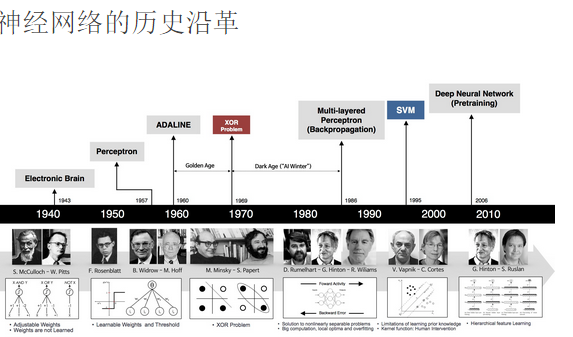 神经网络的历史沿革
Deep Neural Network
(Pretraining)
Multi-layered
Perceptron
(Backpropagation)
SVM
ADALINE
XOR
Problem
Perceptron
Golden Age
Dark Age ("AI Winter")
Electronic Brain
1943
1957
1960
1969
1986
1995
2006
1940
1950
1960
1970
1980
1990
2000
2010
S. McCulloch – W. Pitts
F. Rosenblatt
B. Widrow – M. Hoff
M. Minsky – S. Papert
D. Rumelhart – G. Hinton – R. Wiliams
V. Vapnik – C. Cortes
G. Hinton – S. Ruslan
X AND Y
X OR Y
NOT X
Foward Activity
Backward Error
• Adjustable Weights
• Weights are not Learned
• Learnable Weights and Threshold
• XOR Problem
• Solution to nonlinearly separable problems
• Big computation, local optima and overfitting
• Limitations of learning prior knowledge
• Kernel function: Human Intervention
• Hierarchical feature Learning